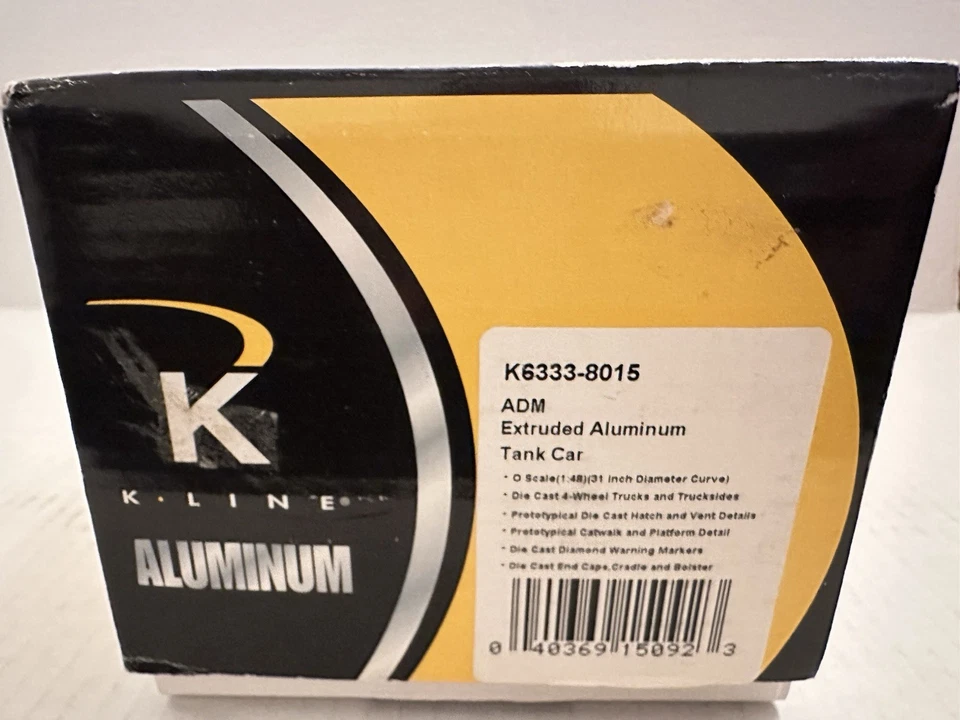 K
K·LINE®
ALUMINUM
K6333-8015
ADM
Extruded Aluminum
Tank Car
· O Scale(1:48)(31 Inch Diameter Curve)
· Die Cast 4-Wheel Trucks and Trucksides
· Prototypical Die Cast Hatch and Vent Details
· Prototypical Catwalk and Platform Detail
· Die Cast Diamond Warning Markers
· Die Cast End Caps,Cradle and Bolster
0 40369 15092 3